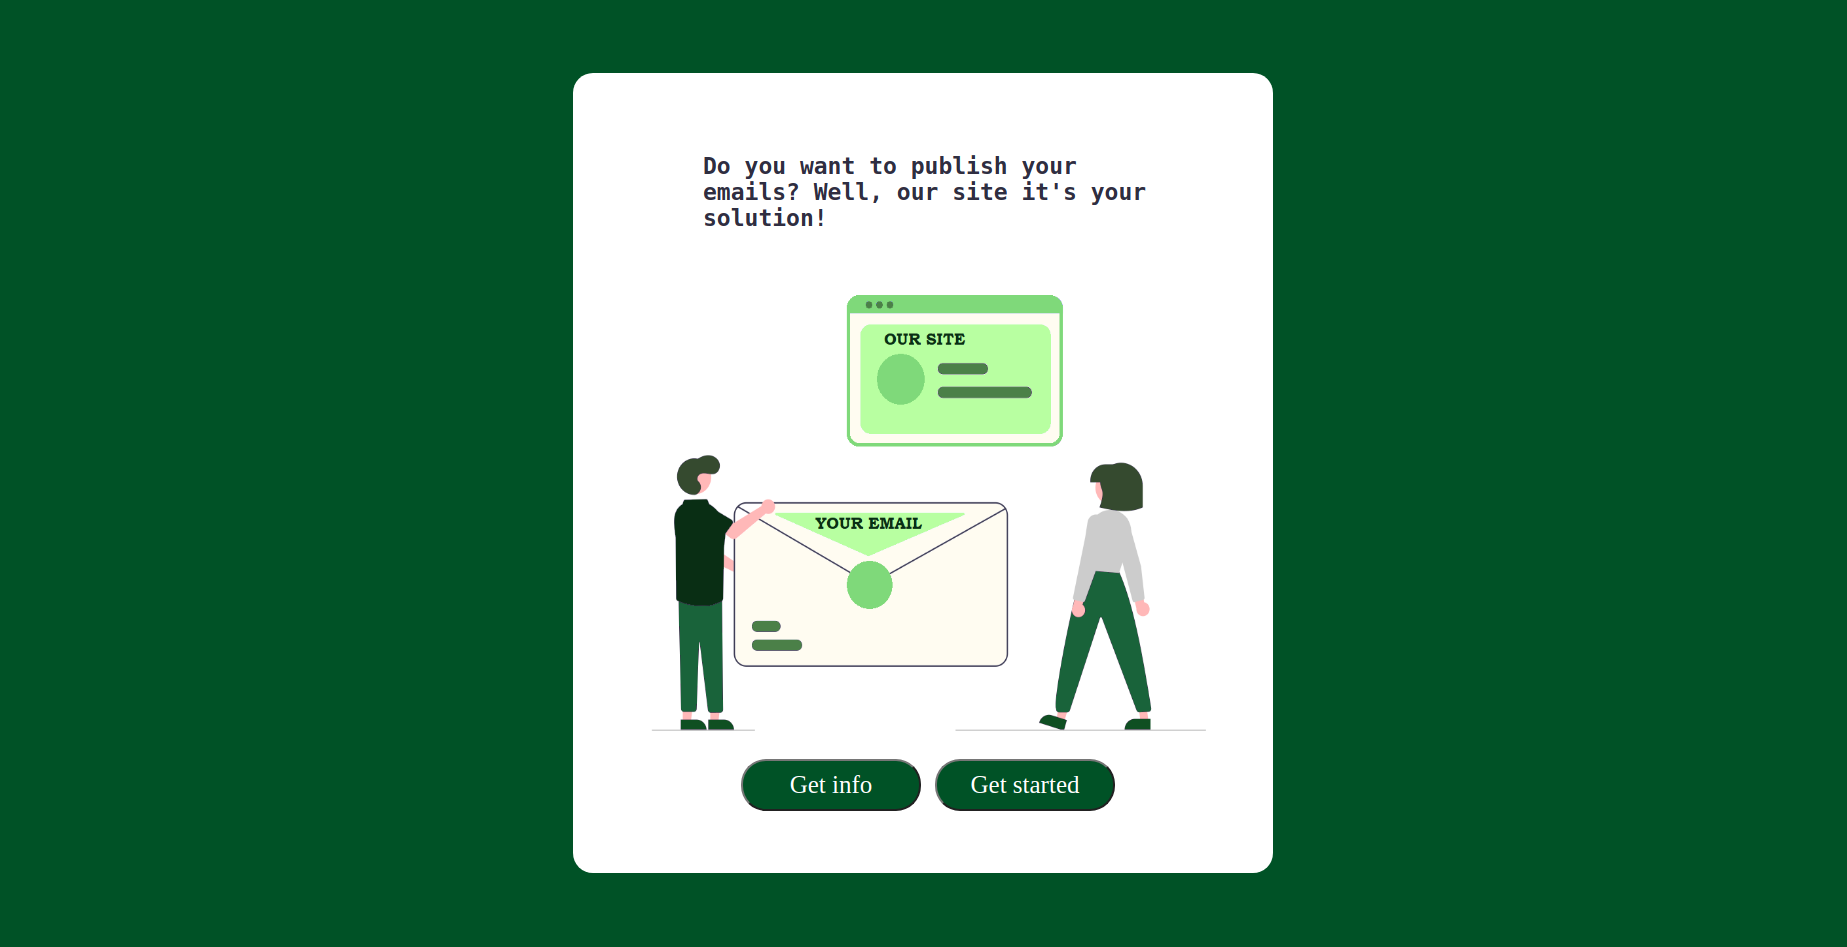 Do you want to publish your
emails? Well, our site it's your
solution!
OUR SITE
YOUR EMAIL
Get info
Get started